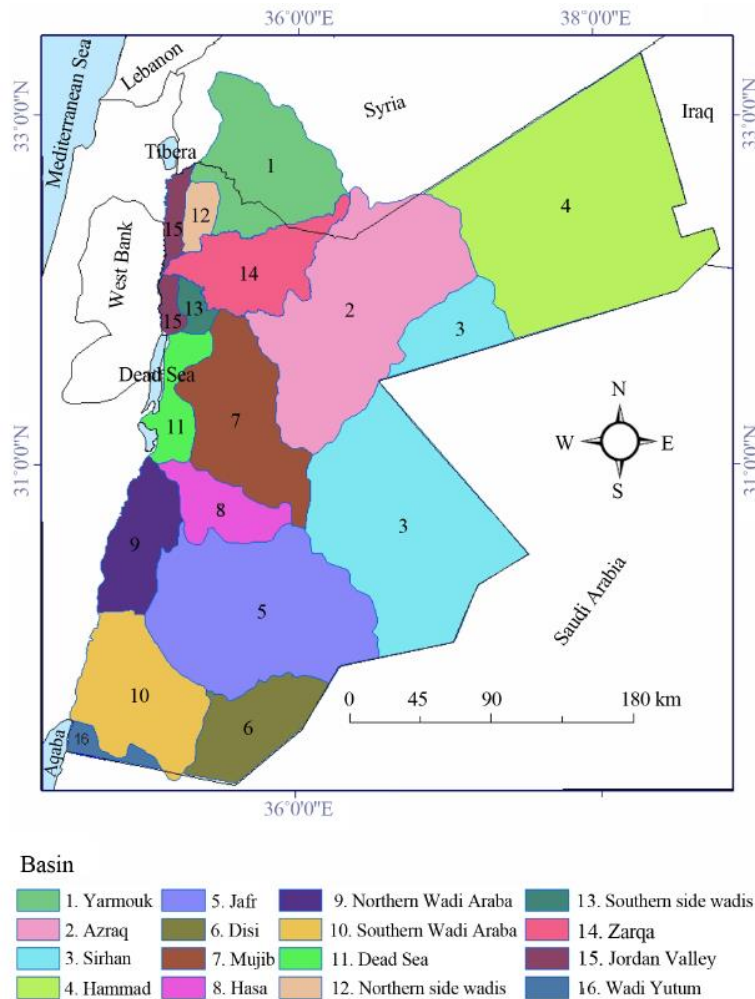 36°0'0"E
38°0'0"E
33°0'0"N
33°0'0"N
31°0'0"N
31°0'0"N
Mediterranean Sea
Lebanon
Syria
Iraq
Tibera
West Bank
Dead Sea
Saudi Arabia
Aqaba
1
4
12
15
14
2
13
15
3
7
11
8
3
9
5
10
6
16
N
W E
S
0 45 90 180 km
36°0'0"E
Basin
1. Yarmouk
2. Azraq
3. Sirhan
4. Hammad
5. Jafr
6. Disi
7. Mujib
8. Hasa
9. Northern Wadi Araba
10. Southern Wadi Araba
11. Dead Sea
12. Northern side wadis
13. Southern side wadis
14. Zarqa
15. Jordan Valley
16. Wadi Yutum